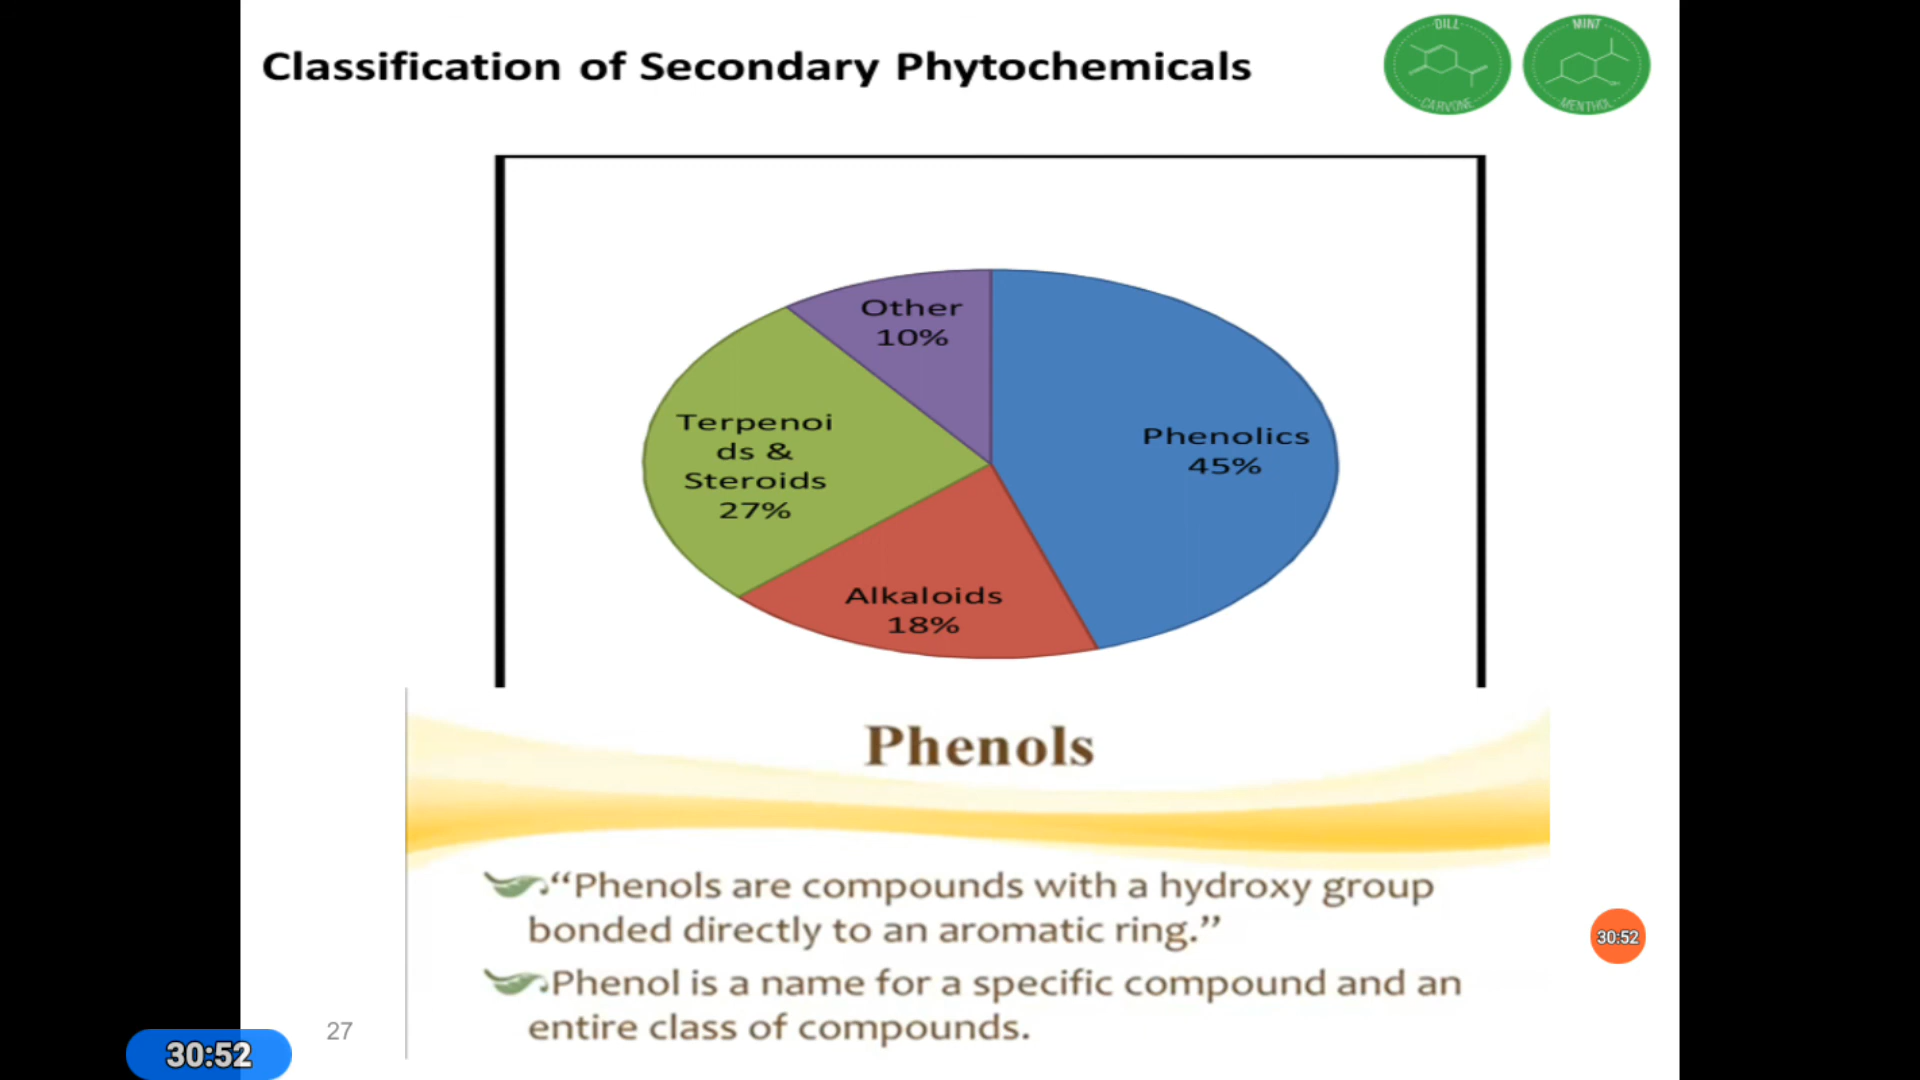 Classification of Secondary Phytochemicals
DILL
CARVONE
MINT
OH
MENTHOL
Other
10%
Phenolics
45%
Terpenoi
ds &
Steroids
27%
Alkaloids
18%
Phenols
“Phenols are compounds with a hydroxy group
bonded directly to an aromatic ring.”
Phenol is a name for a specific compound and an
entire class of compounds.
30:52
27
30:52